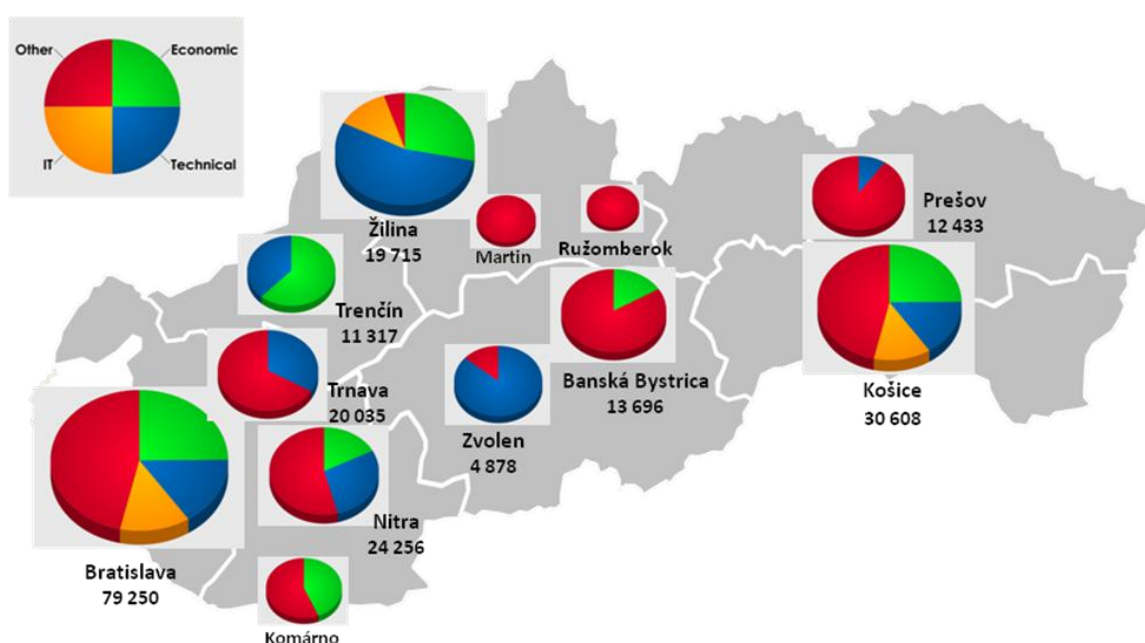 Other
Economic
IT
Technical
Žilina
19 715
Martin
Ružomberok
Prešov
12 433
Trenčín
11 317
Trnava
20 035
Banská Bystrica
13 696
Košice
30 608
Zvolen
4 878
Nitra
24 256
Bratislava
79 250
Komárno